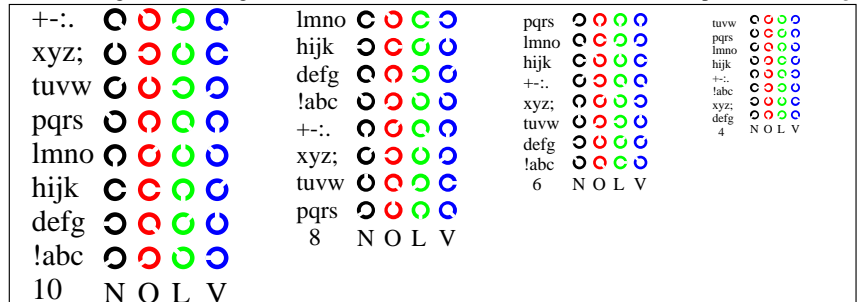 +-:.
xyz;
tuvw
pqrs
lmno
hijk
defg
!abc
10 N O L V
lmno
hijk
defg
!abc
+-:.
xyz;
tuvw
pqrs
8 N O L V
pqrs
lmno
hijk
+-:.
xyz;
tuvw
defg
!abc
6 N O L V
tuvw
pqrs
lmno
hijk
+-:.
!abc
xyz;
defg
4 N O L V